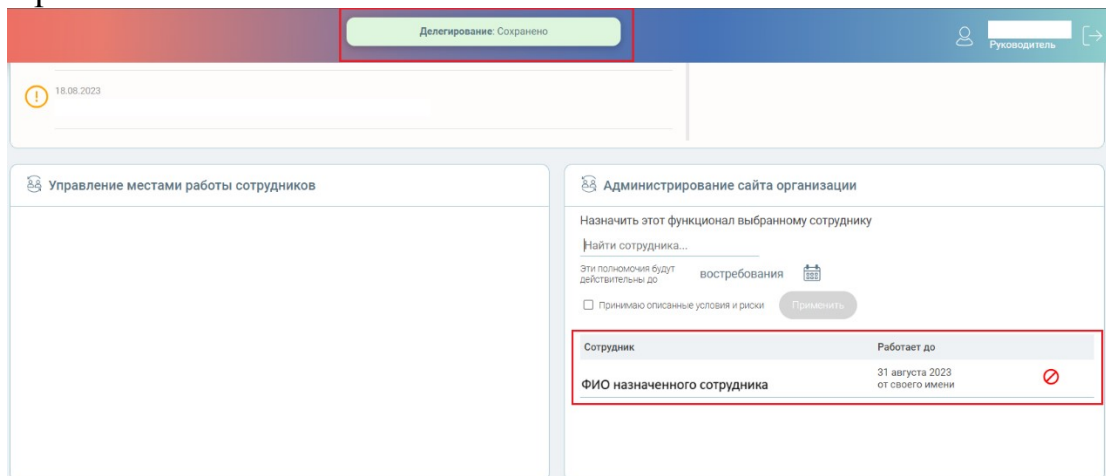 Делегирование: Сохранено
Руководитель
18.08.2023
Управление местами работы сотрудников
Администрирование сайта организации
Назначить этот функционал выбранному сотруднику
Найти сотрудника...
Эти полномочия будут
действительны до
востребования
Принимаю описанные условия и риски
Применить
Сотрудник
Работает до
ФИО назначенного сотрудника
31 августа 2023
от своего имени